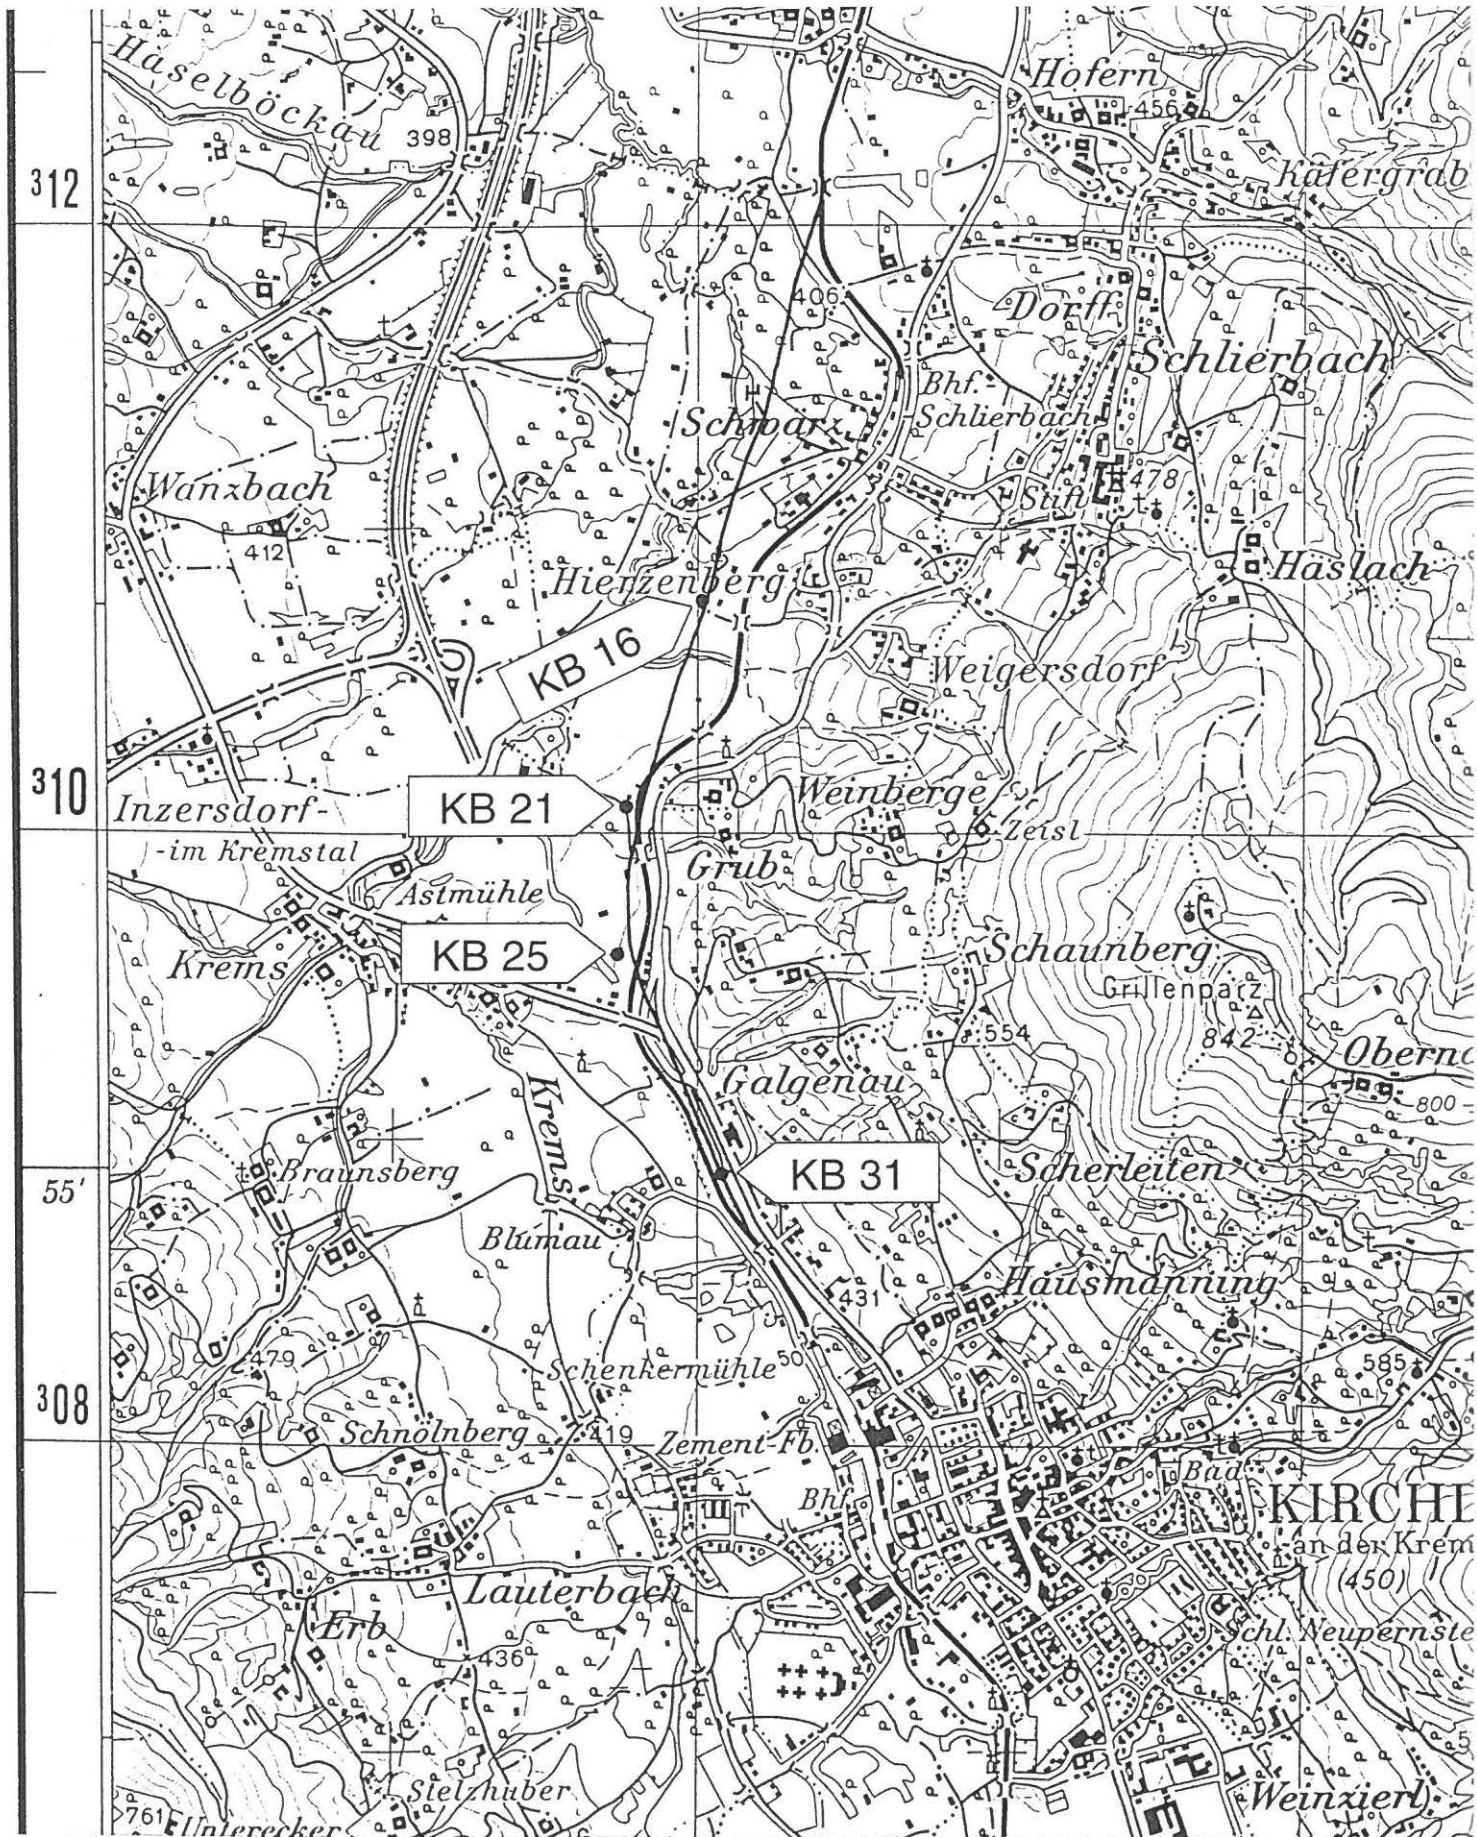 Haselböckau
398
Hofern
456
Käfergrab
312
406
Dorff
Schlierbach
Bhf.
Schlierbach
Schwarz
Stift
478
Wanzbach
412
Haslach
Hierzenberg
KB 16
Weigersdorf
310
KB 21
Inzersdorf-
-im Kremstal
Weinberge
Zeisl
Grub
Astmühle
KB 25
Krems
Schaunberg
Grillenparz
842
554
Galgenau
Krems
800
55'
Braunsberg
KB 31
Scherleiten
Blumau
Hausmanning
431
479
Schenkermühle
50
585
308
Schnölnberg
419
Zement-Fb.
Bad
Bhf
KIRCHD
an der Krem
(450)
Lauterbach
Erb
436
Schl. Neupernste
Stelzhuber
Weinzierl
761
Unterecker